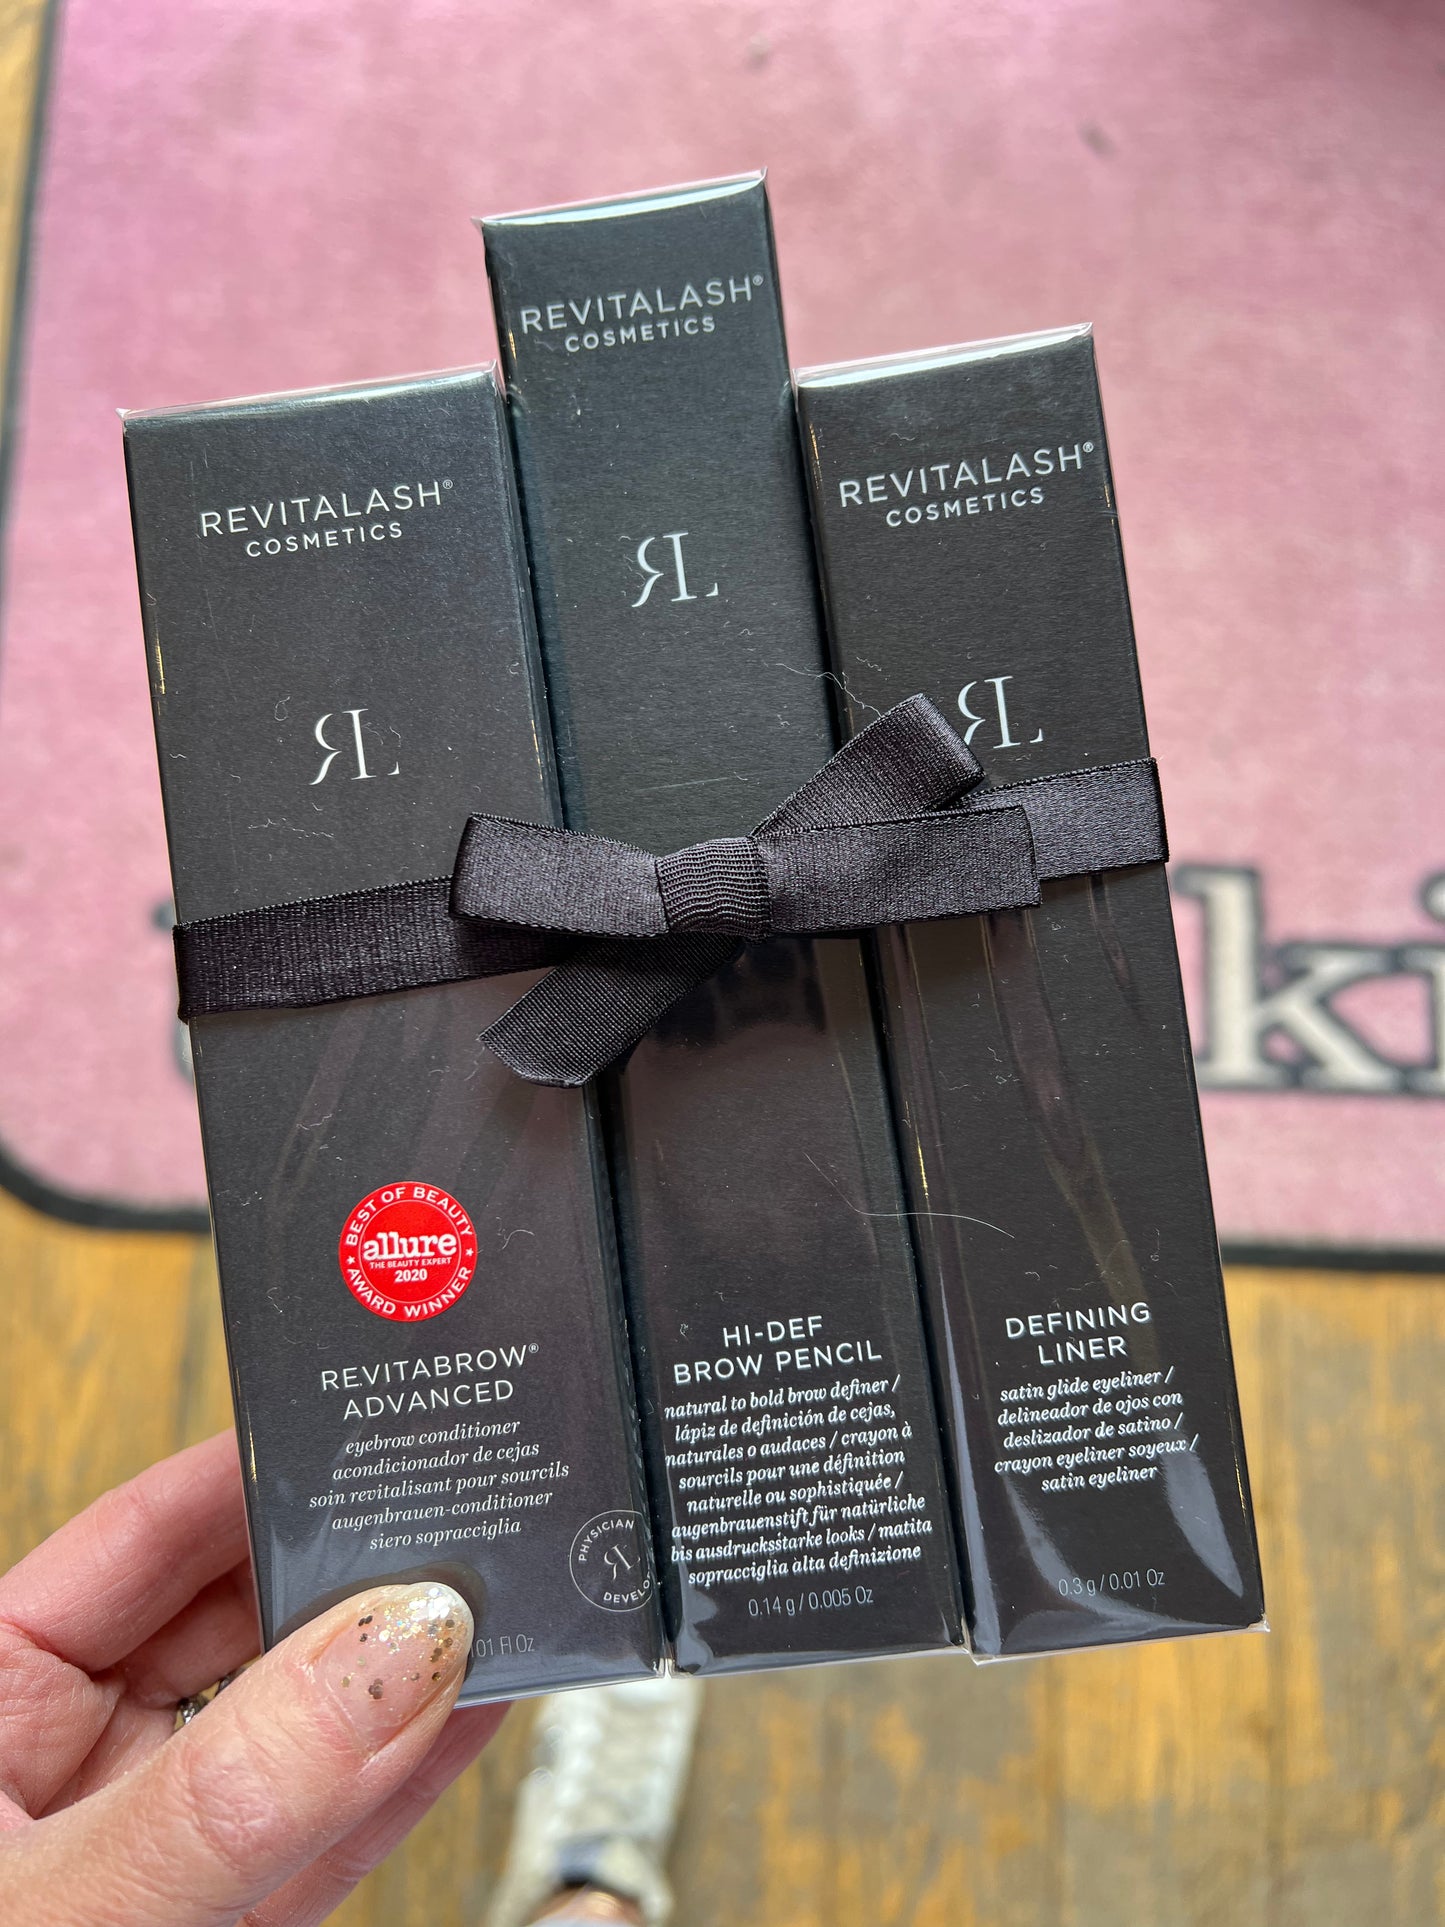 REVITALASH®
COSMETICS
RL
BEST OF BEAUTY
allure
THE BEAUTY EXPERT
2020
AWARD WINNER
REVITABROW®
ADVANCED
eyebrow conditioner
acondicionador de cejas
soin revitalisant pour sourcils
augenbrauen-conditioner
siero sopracciglia
PHYSICIAN
RL
01 Fl Oz
REVITALASH®
COSMETICS
RL
HI-DEF
BROW PENCIL
natural to bold brow definer /
lápiz de definición de cejas,
naturales o audaces / crayon à
sourcils pour une définition
naturelle ou sophistiquée /
augenbrauenstift für natürliche
bis ausdrucksstarke looks / matita
sopracciglia alta definizione
0.14 g / 0.005 Oz
REVITALASH®
COSMETICS
RL
DEFINING
LINER
satin glide eyeliner /
delineador de ojos con
deslizador de satino /
crayon eyeliner soyeux /
satin eyeliner
0.3 g / 0.01 Oz